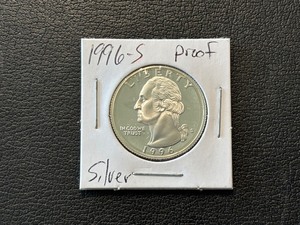 1996-S Proof
LIBERTY
IN GOD WE
TRUST
1996
Silver